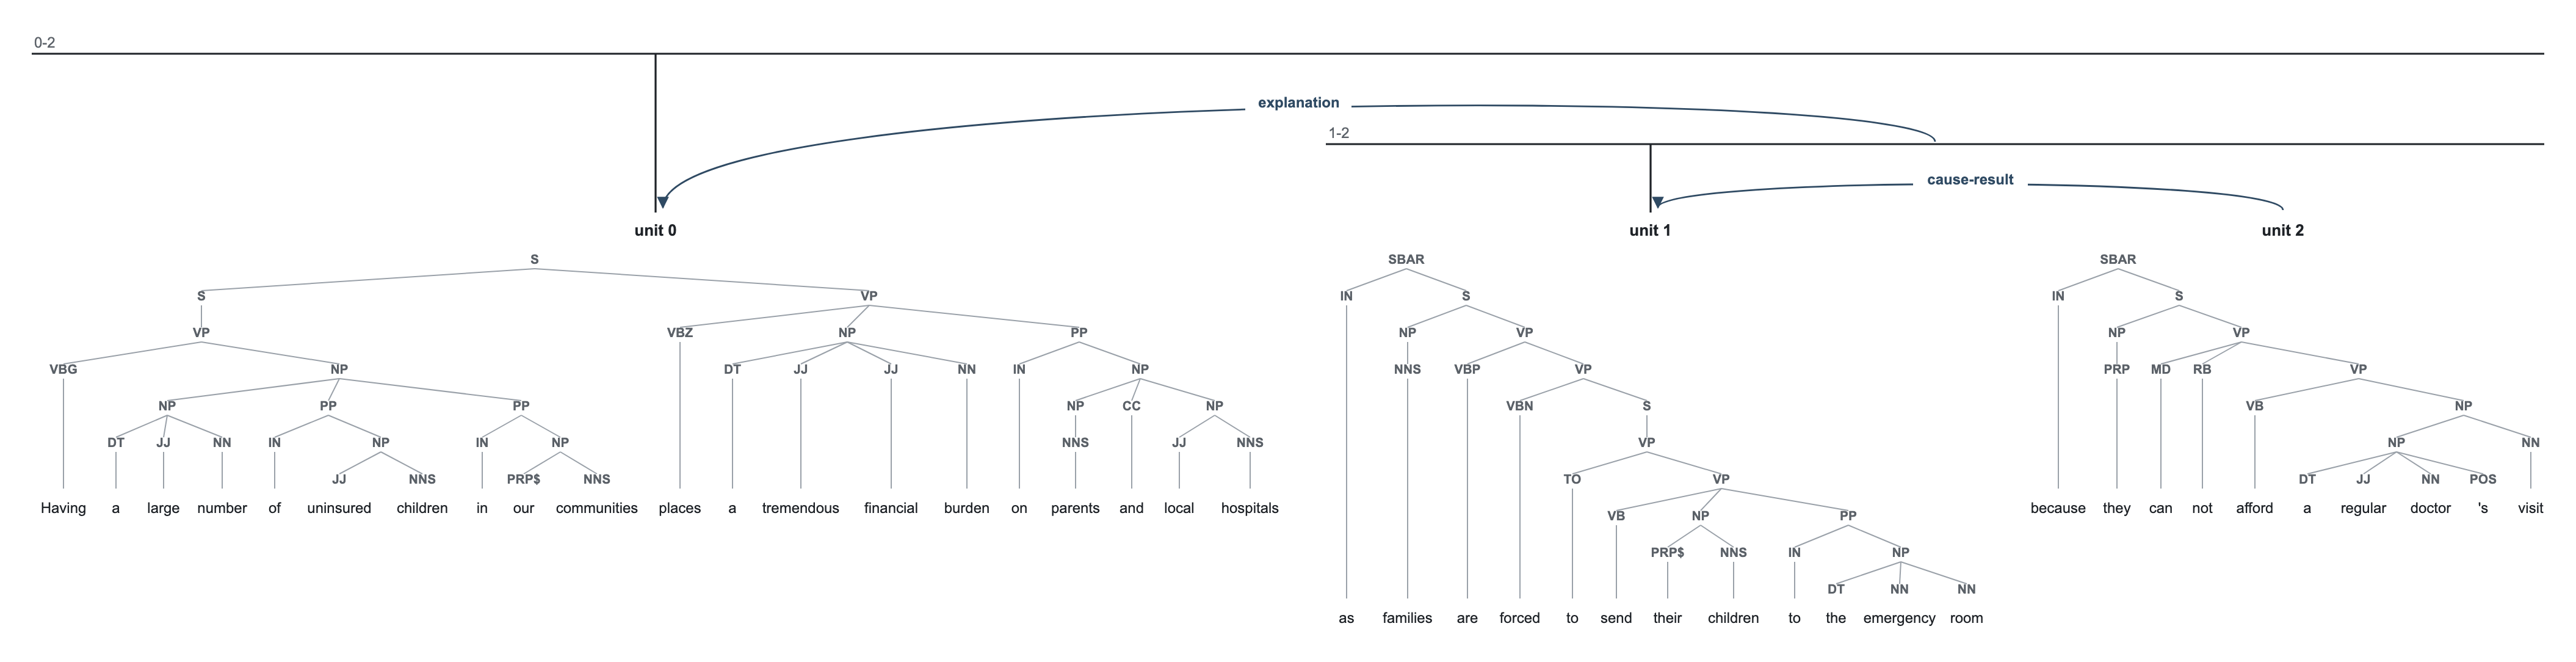 0-2
explanation
1-2
cause-result
unit 0 unit 1 unit 2
S SBAR SBAR
S VP IN S IN S
VP VBZ NP PP NP VP NP VP
VBG NP DT JJ JJ NN IN NP NNS VBP VP PRP MD RB VP
NP PP PP NP CC NP VBN S VB NP
DT JJ NN IN NP IN NP NNS JJ NNS VP NP NN
JJ NNS PRP$ NNS TO VP DT JJ NN POS
Having a large number of uninsured children in our communities places a tremendous financial burden on parents and local hospitals because they can not afford a regular doctor 's visit
VB NP PP
PRP$ NNS IN NP
DT NN NN
as families are forced to send their children to the emergency room